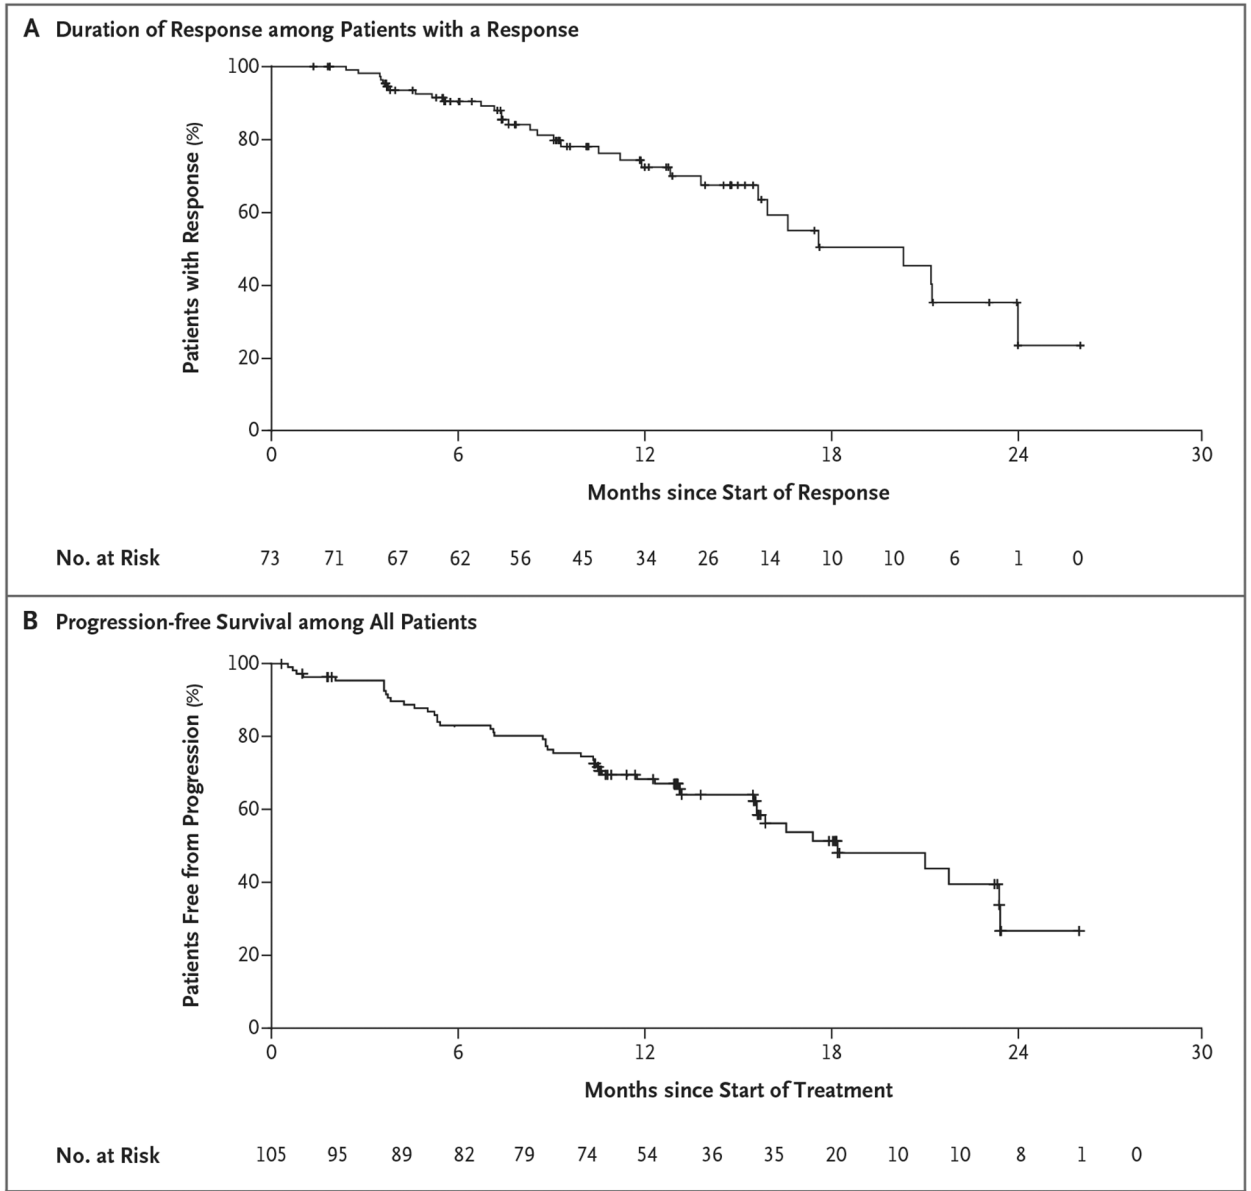 A Duration of Response among Patients with a Response
100
80
60
40
20
0
Patients with Response (%)
0 6 12 18 24 30
Months since Start of Response
No. at Risk 73 71 67 62 56 45 34 26 14 10 10 6 1 0
B Progression-free Survival among All Patients
100
80
60
40
20
0
Patients Free from Progression (%)
0 6 12 18 24 30
Months since Start of Treatment
No. at Risk 105 95 89 82 79 74 54 36 35 20 10 10 8 1 0